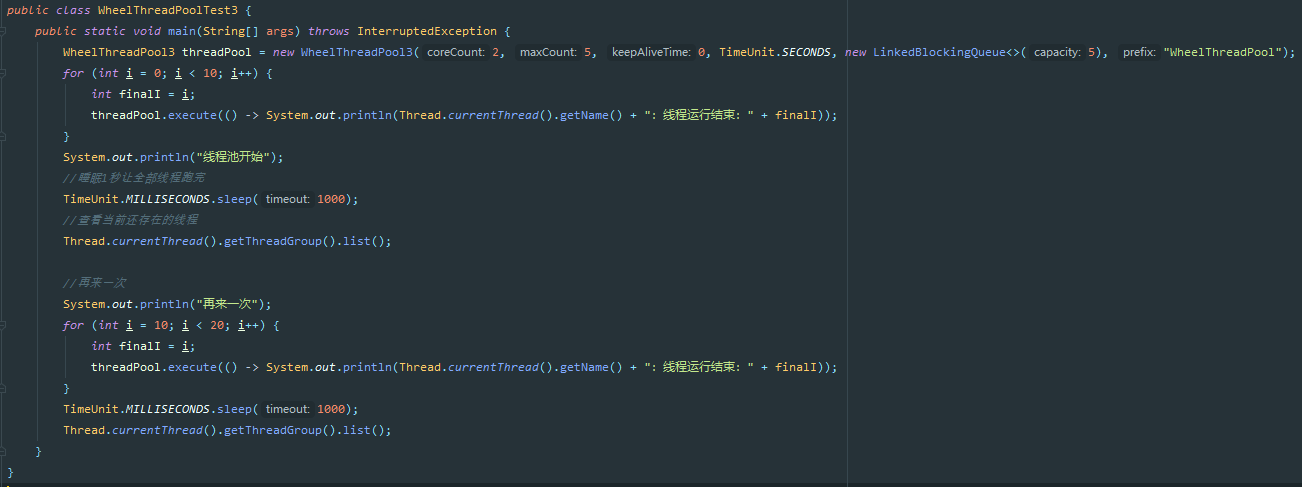 public class WheelThreadPoolTest3 {
    public static void main(String[] args) throws InterruptedException {
        WheelThreadPool3 threadPool = new WheelThreadPool3( coreCount: 2, maxCount: 5, keepAliveTime: 0, TimeUnit.SECONDS, new LinkedBlockingQueue<>( capacity: 5), prefix: "WheelThreadPool");
        for (int i = 0; i < 10; i++) {
            int finalI = i;
            threadPool.execute(() -> System.out.println(Thread.currentThread().getName() + ": 线程运行结束: " + finalI));
        }
        System.out.println("线程池开始");
        //睡眠1秒让全部线程跑完
        TimeUnit.MILLISECONDS.sleep( timeout: 1000);
        //查看当前还存在的线程
        Thread.currentThread().getThreadGroup().list();
        //再来一次
        System.out.println("再来一次");
        for (int i = 10; i < 20; i++) {
            int finalI = i;
            threadPool.execute(() -> System.out.println(Thread.currentThread().getName() + ": 线程运行结束: " + finalI));
        }
        TimeUnit.MILLISECONDS.sleep( timeout: 1000);
        Thread.currentThread().getThreadGroup().list();
    }
}